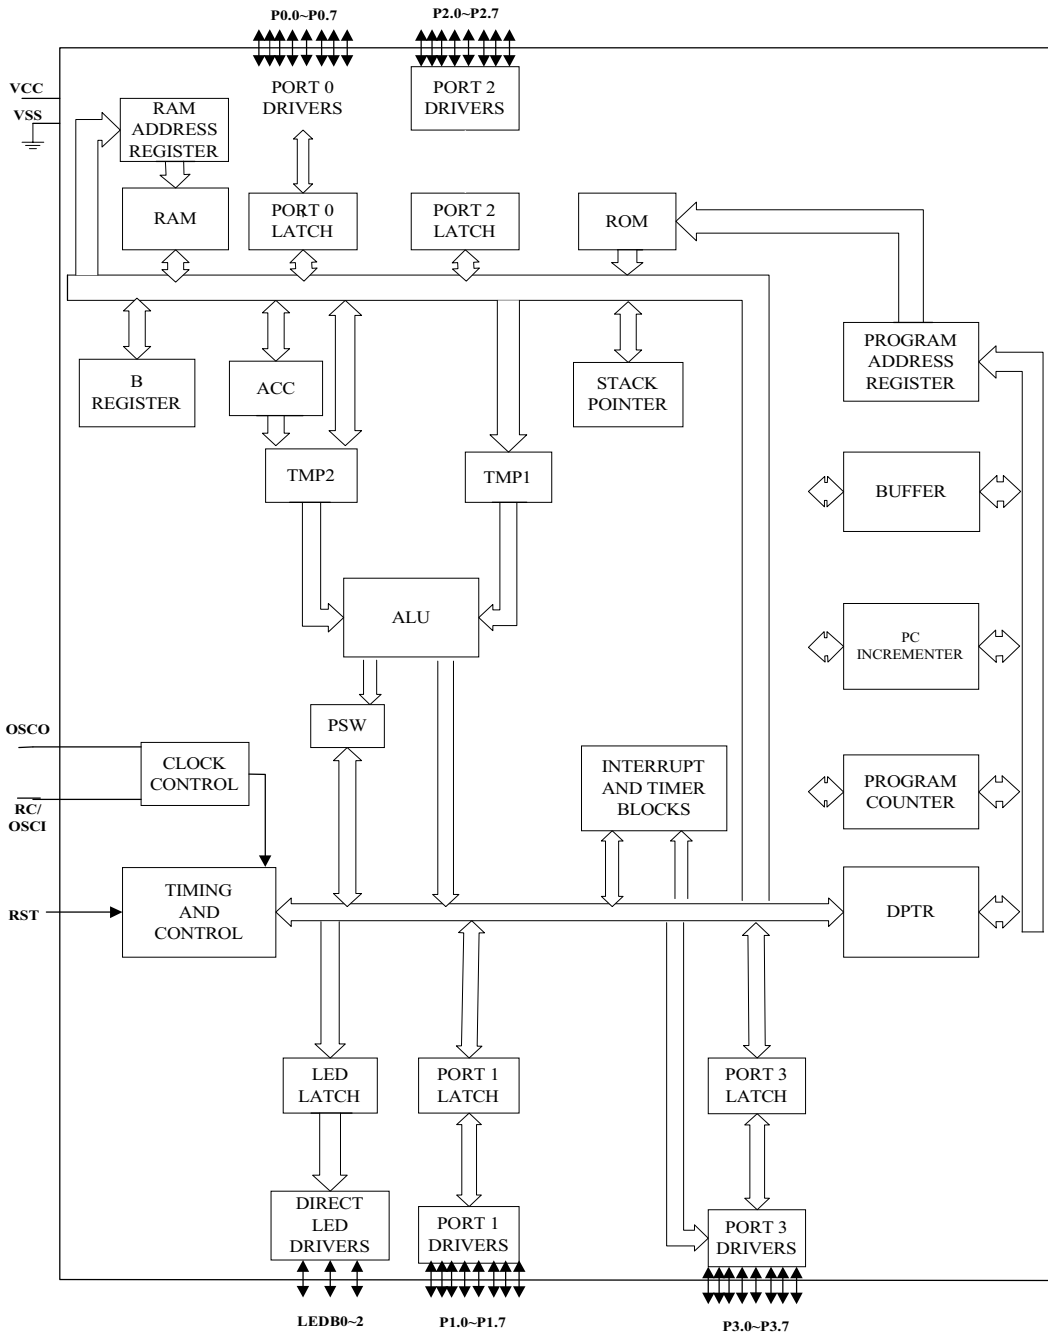 P0.0~P0.7
P2.0~P2.7
VCC
VSS
RAM
ADDRESS
REGISTER
PORT 0
DRIVERS
PORT 2
DRIVERS
RAM
PORT 0
LATCH
PORT 2
LATCH
ROM
B
REGISTER
ACC
STACK
POINTER
PROGRAM
ADDRESS
REGISTER
TMP2
TMP1
BUFFER
ALU
PC
INCREMENTER
PSW
OSCO
CLOCK
CONTROL
RC/
OSCI
INTERRUPT
AND TIMER
BLOCKS
PROGRAM
COUNTER
RST
TIMING
AND
CONTROL
DPTR
LED
LATCH
PORT 1
LATCH
PORT 3
LATCH
DIRECT
LED
DRIVERS
PORT 1
DRIVERS
PORT 3
DRIVERS
LEDB0~2
P1.0~P1.7
P3.0~P3.7